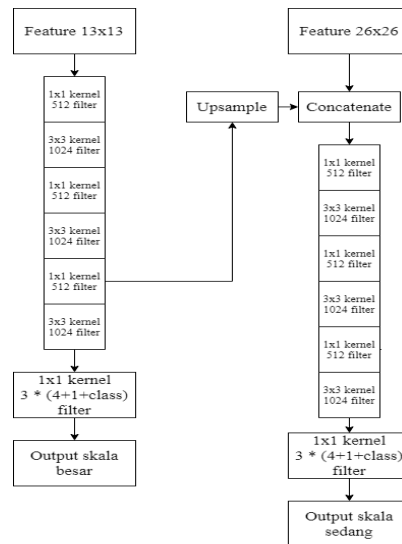 Feature 13x13
1x1 kernel
512 filter
3x3 kernel
1024 filter
1x1 kernel
512 filter
3x3 kernel
1024 filter
1x1 kernel
512 filter
3x3 kernel
1024 filter
1x1 kernel
3 * (4+1+class)
filter
Output skala
besar
Upsample
Feature 26x26
Concatenate
1x1 kernel
512 filter
3x3 kernel
1024 filter
1x1 kernel
512 filter
3x3 kernel
1024 filter
1x1 kernel
512 filter
3x3 kernel
1024 filter
1x1 kernel
3 * (4+1+class)
filter
Output skala
sedang